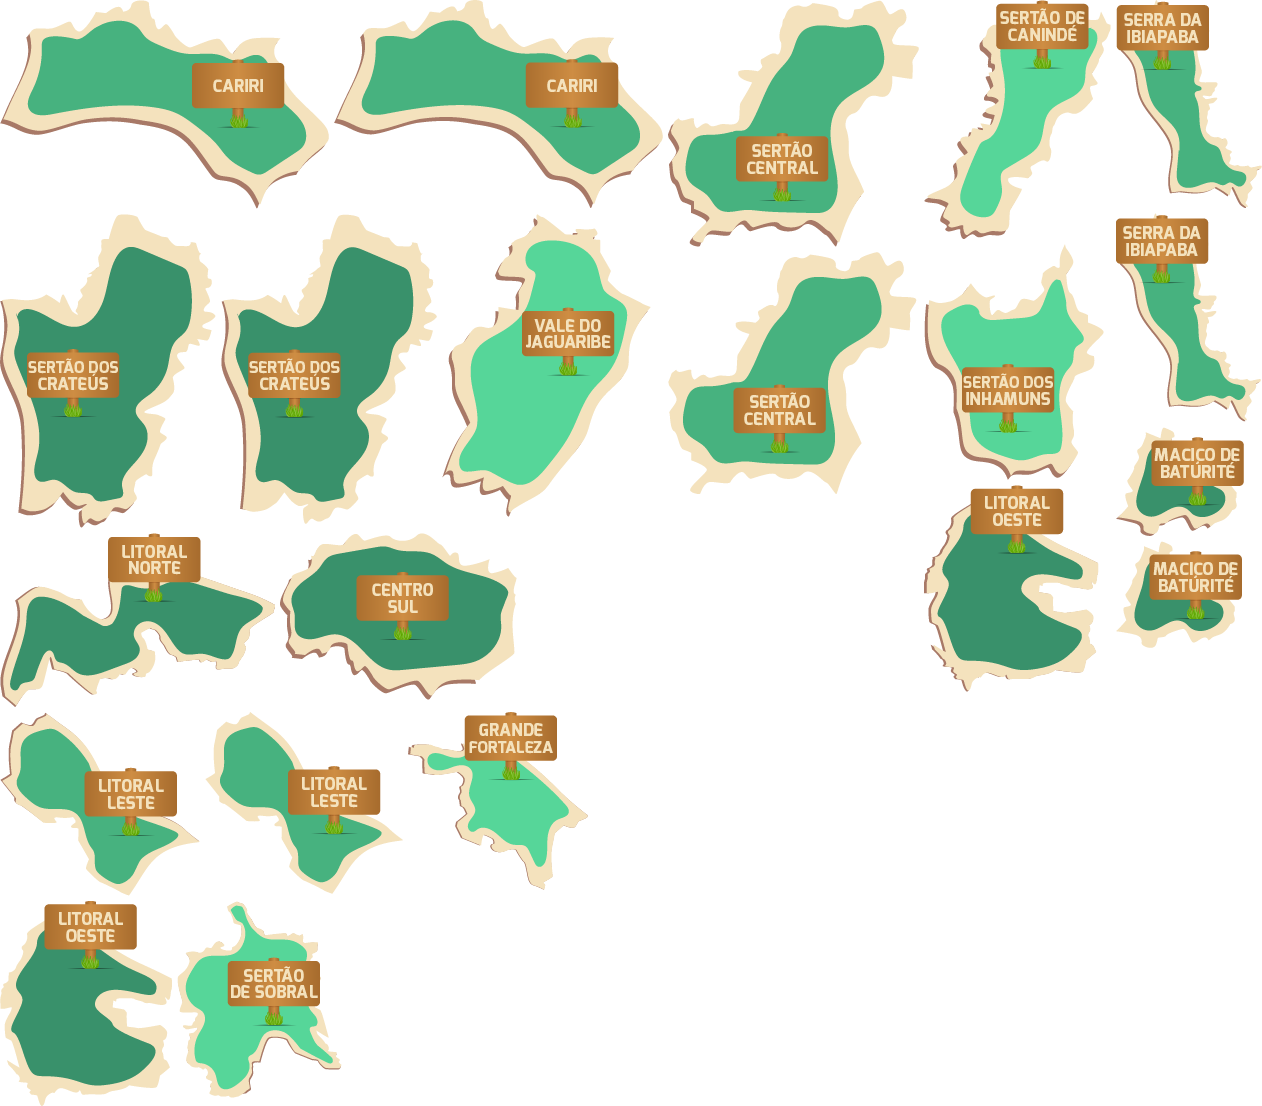 CARIRI
CARIRI
SERTÃO
CENTRAL
SERTÃO DE
CANINDÉ
SERRA DA
IBIAPABA
SERTÃO DOS
CRATEÚS
SERTÃO DOS
CRATEÚS
VALE DO
JAGUARIBE
SERTÃO
CENTRAL
SERTÃO DOS
INHAMUNS
SERRA DA
IBIAPABA
MACIÇO DE
BATÚRITÉ
LITORAL
OESTE
MACIÇO DE
BATÚRITÉ
LITORAL
NORTE
CENTRO
SUL
LITORAL
LESTE
LITORAL
LESTE
GRANDE
FORTALEZA
LITORAL
OESTE
SERTÃO
DE SOBRAL